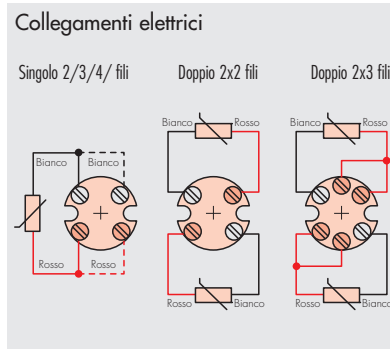 Collegamenti elettrici
Singolo 2/3/4/ fili
Doppio 2x2 fili
Doppio 2x3 fili
Bianco Rosso
Bianco Rosso
Bianco Bianco
Rosso Rosso
Rosso Bianco
Rosso Bianco